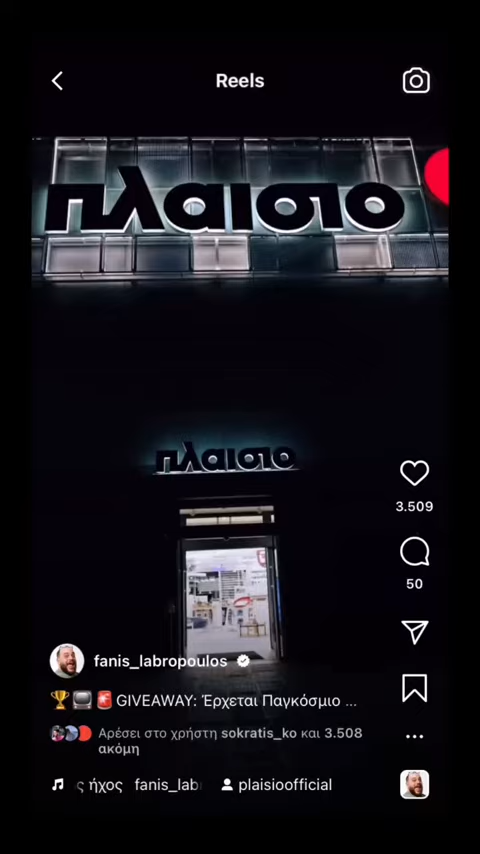 Reels
πλαισιο
πλαισιο
3.509
50
fanis_labropoulos
🏆📺🚨 GIVEAWAY: Έρχεται Παγκόσμιο ...
Αρέσει στο χρήστη sokratis_ko και 3.508
ακόμη
ς ήχος fanis_lab plaisioofficial